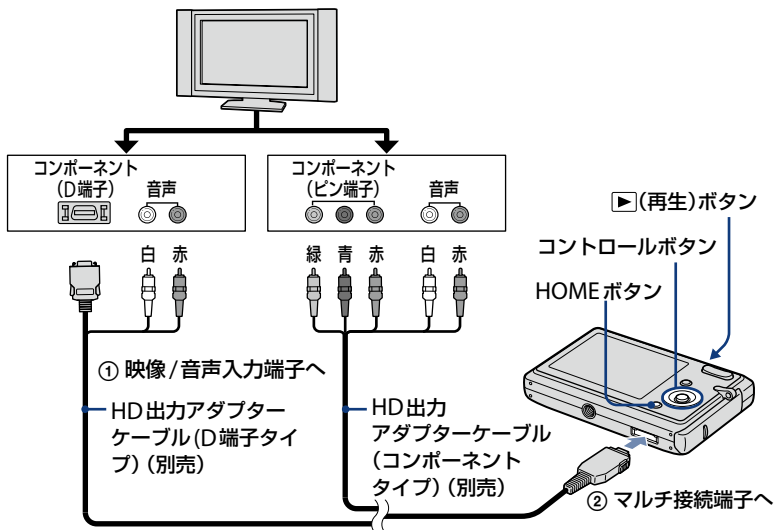 コンポーネント
(D端子)
音声
コンポーネント
(ピン端子)
音声
白 赤
緑 青 赤
白 赤
① 映像/音声入力端子へ
HD出力アダプター
ケーブル(D端子タイ
プ)(別売)
HD出力
アダプターケーブル
(コンポーネント
タイプ)(別売)
▶(再生)ボタン
コントロールボタン
HOMEボタン
② マルチ接続端子へ